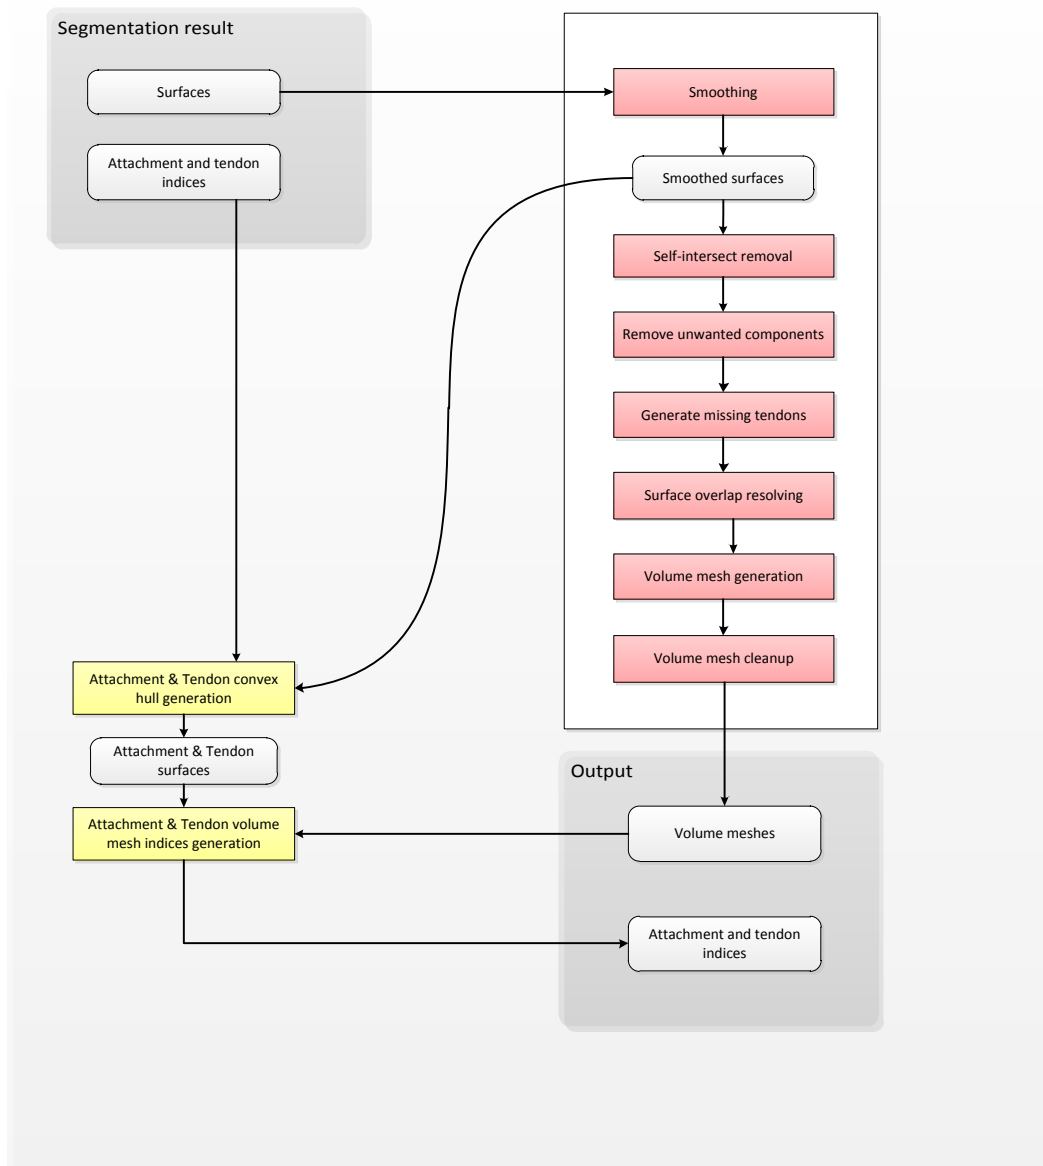 Segmentation result
Surfaces
Attachment and tendon
indices
Smoothing
Smoothed surfaces
Self-intersect removal
Remove unwanted components
Generate missing tendons
Surface overlap resolving
Volume mesh generation
Volume mesh cleanup
Attachment & Tendon convex
hull generation
Attachment & Tendon
surfaces
Attachment & Tendon volume
mesh indices generation
Output
Volume meshes
Attachment and tendon
indices